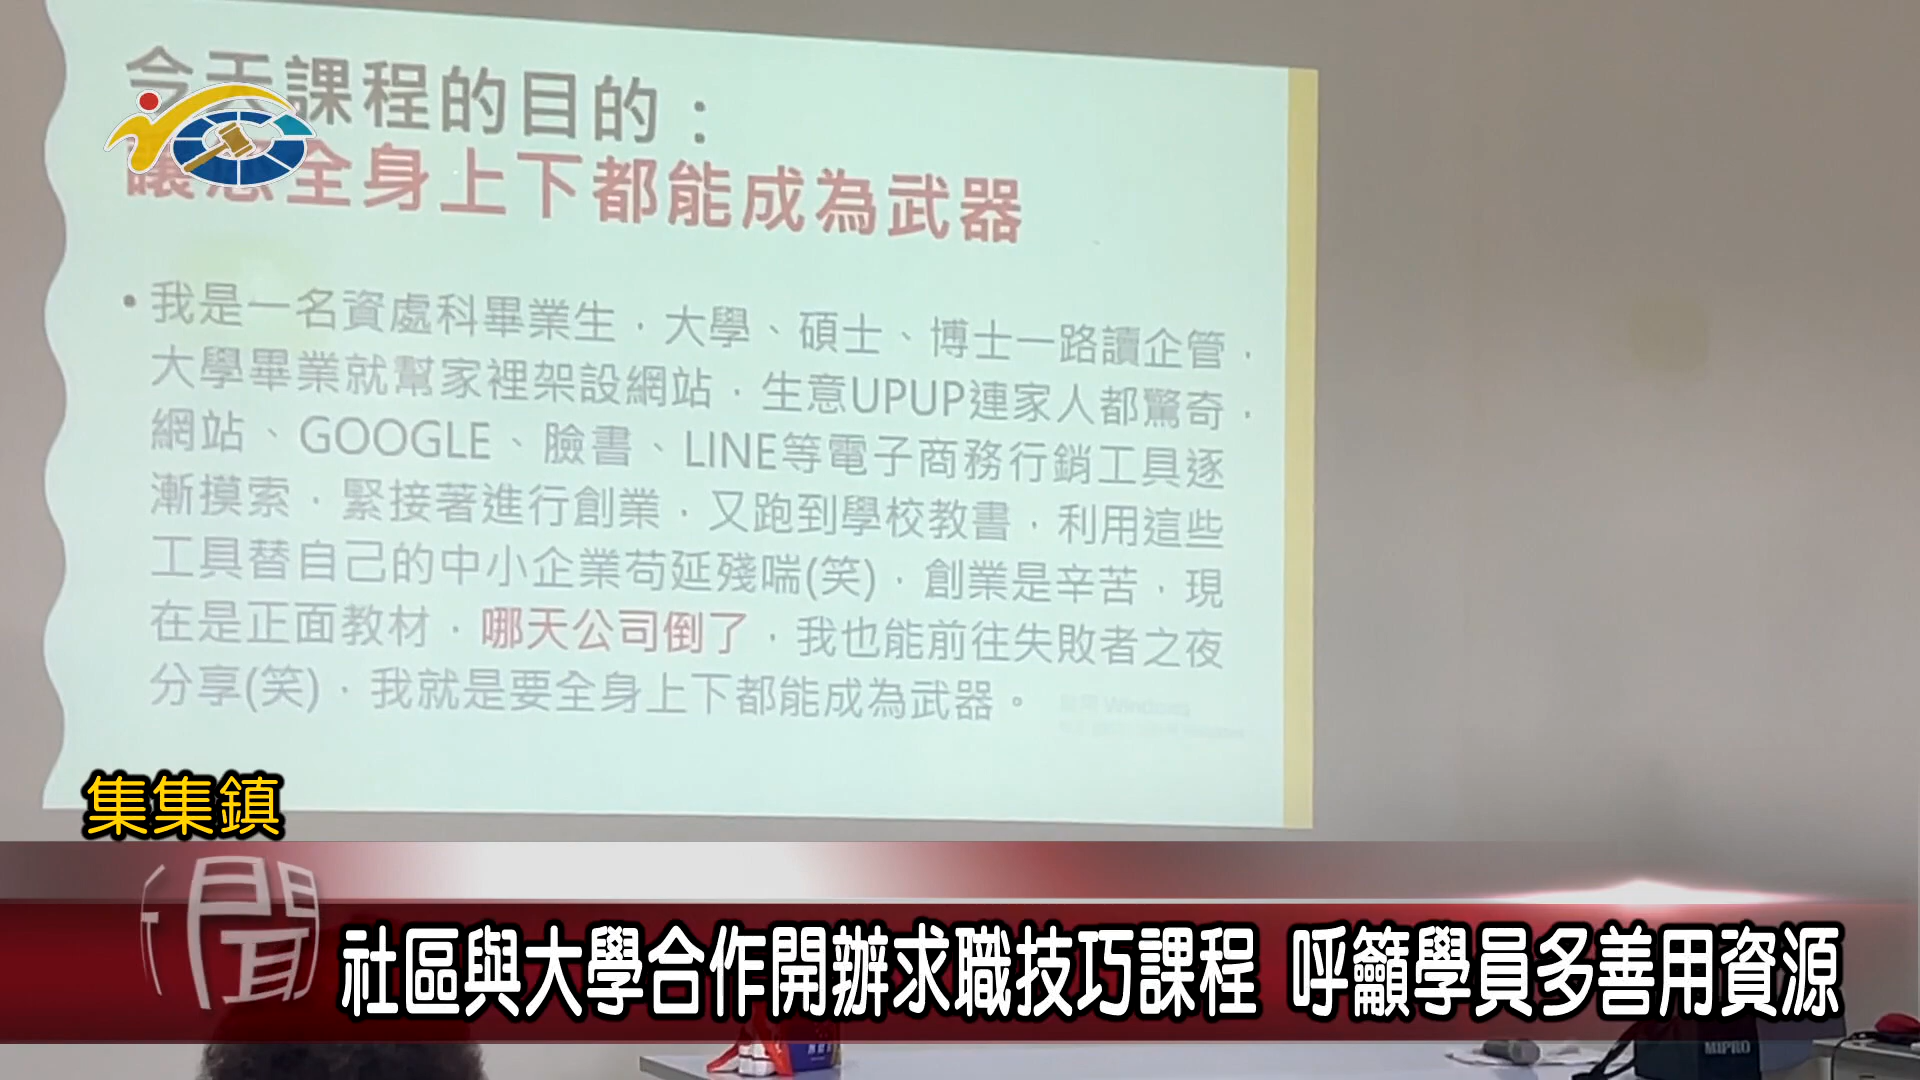 今天課程的目的：
讓您全身上下都能成為武器
• 我是一名資處科畢業生，大學、碩士、博士一路讀企管，
大學畢業就幫家裡架設網站，生意UPUP連家人都驚奇，
網站、GOOGLE、臉書、LINE等電子商務行銷工具逐
漸摸索，緊接著進行創業，又跑到學校教書，利用這些
工具替自己的中小企業苟延殘喘(笑)，創業是辛苦，現
在是正面教材，哪天公司倒了，我也能前往失敗者之夜
分享(笑)，我就是要全身上下都能成為武器。
啟用 Windows
集集鎮
聞
社區與大學合作開辦求職技巧課程 呼籲學員多善用資源
MIPRO